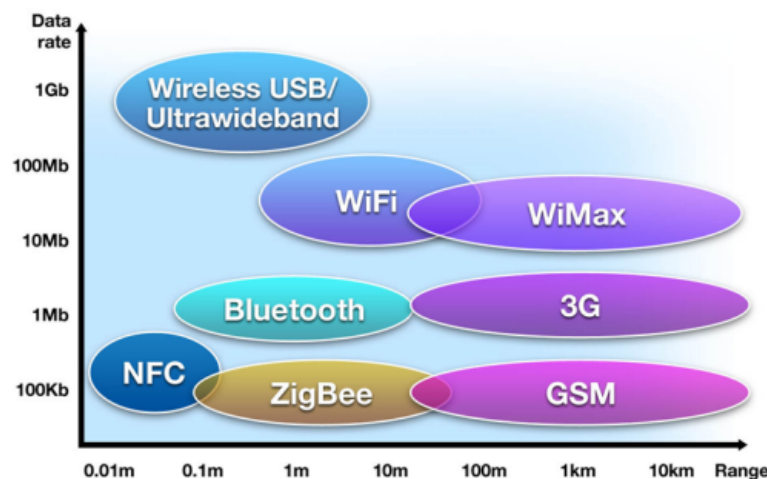 Data
rate
1Gb
Wireless USB/
Ultrawideband
100Mb
WiFi
WiMax
10Mb
Bluetooth
3G
1Mb
NFC
ZigBee
GSM
100Kb
0.01m 0.1m 1m 10m 100m 1km 10km Range